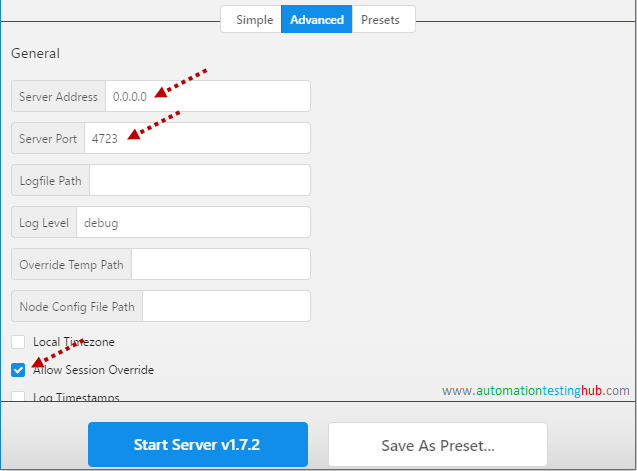 Simple Advanced Presets
General
Server Address 0.0.0.0
Server Port 4723
Logfile Path
Log Level debug
Override Temp Path
Node Config File Path
Local Timezone
Allow Session Override
Log Timestamps
www.automationtestinghub.com
Start Server v1.7.2 Save As Preset...